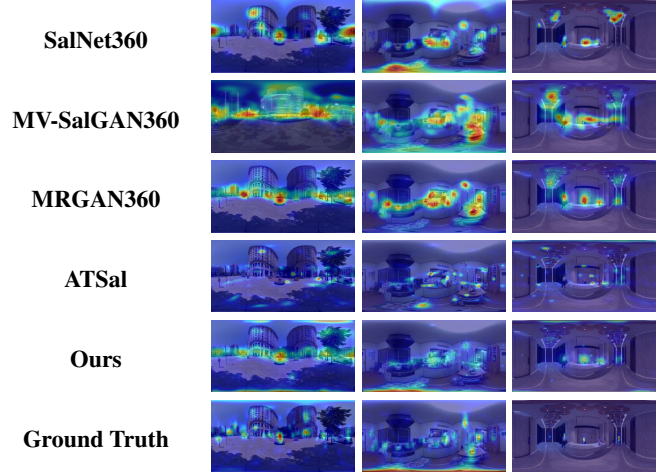 SalNet360
MV-SalGAN360
MRGAN360
ATSal
Ours
Ground Truth